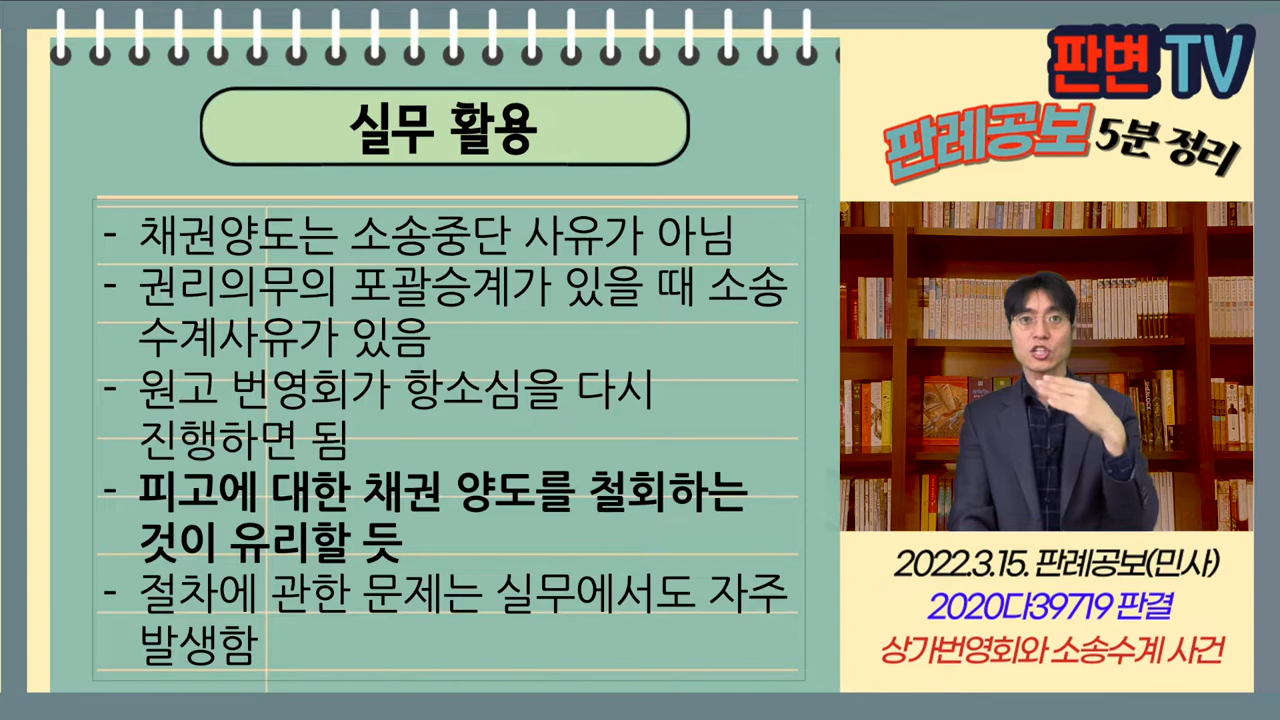 실무 활용
- 채권양도는 소송중단 사유가 아님
- 권리의무의 포괄승계가 있을 때 소송
수계사유가 있음
- 원고 번영회가 항소심을 다시
진행하면 됨
- 피고에 대한 채권 양도를 철회하는
것이 유리할 듯
- 절차에 관한 문제는 실무에서도 자주
발생함
판변 TV
판례공보 5분 정리
2022.3.15. 판례공보(민사)
2020다39719 판결
상가번영회와 소송수계 사건